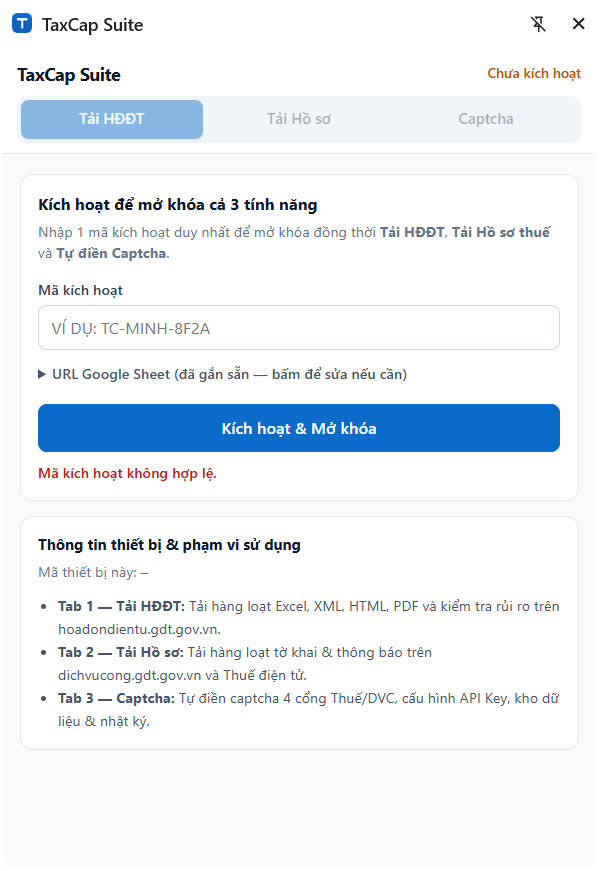 TaxCap Suite
TaxCap Suite
Chưa kích hoạt
Tải HĐĐT
Tải Hồ sơ
Captcha
Kích hoạt để mở khóa cả 3 tính năng
Nhập 1 mã kích hoạt duy nhất để mở khóa đồng thời Tải HĐĐT, Tải Hồ sơ thuế
và Tự điền Captcha.
Mã kích hoạt
VÍ DỤ: TC-MINH-8F2A
URL Google Sheet (đã gắn sẵn — bấm để sửa nếu cần)
Kích hoạt & Mở khóa
Mã kích hoạt không hợp lệ.
Thông tin thiết bị & phạm vi sử dụng
Mã thiết bị này: –
Tab 1 — Tải HĐĐT: Tải hàng loạt Excel, XML, HTML, PDF và kiểm tra rủi ro trên
hoadondientu.gdt.gov.vn.
Tab 2 — Tải Hồ sơ: Tải hàng loạt tờ khai & thông báo trên
dichvucong.gdt.gov.vn và Thuế điện tử.
Tab 3 — Captcha: Tự điền captcha 4 cổng Thuế/DVC, cấu hình API Key, kho dữ
liệu & nhật ký.